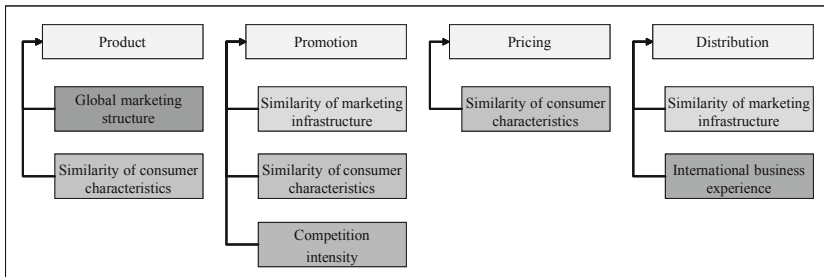 Product
Global marketing
structure
Similarity of consumer
characteristics
Promotion
Similarity of marketing
infrastructure
Similarity of consumer
characteristics
Competition
intensity
Pricing
Similarity of consumer
characteristics
Distribution
Similarity of marketing
infrastructure
International business
experience